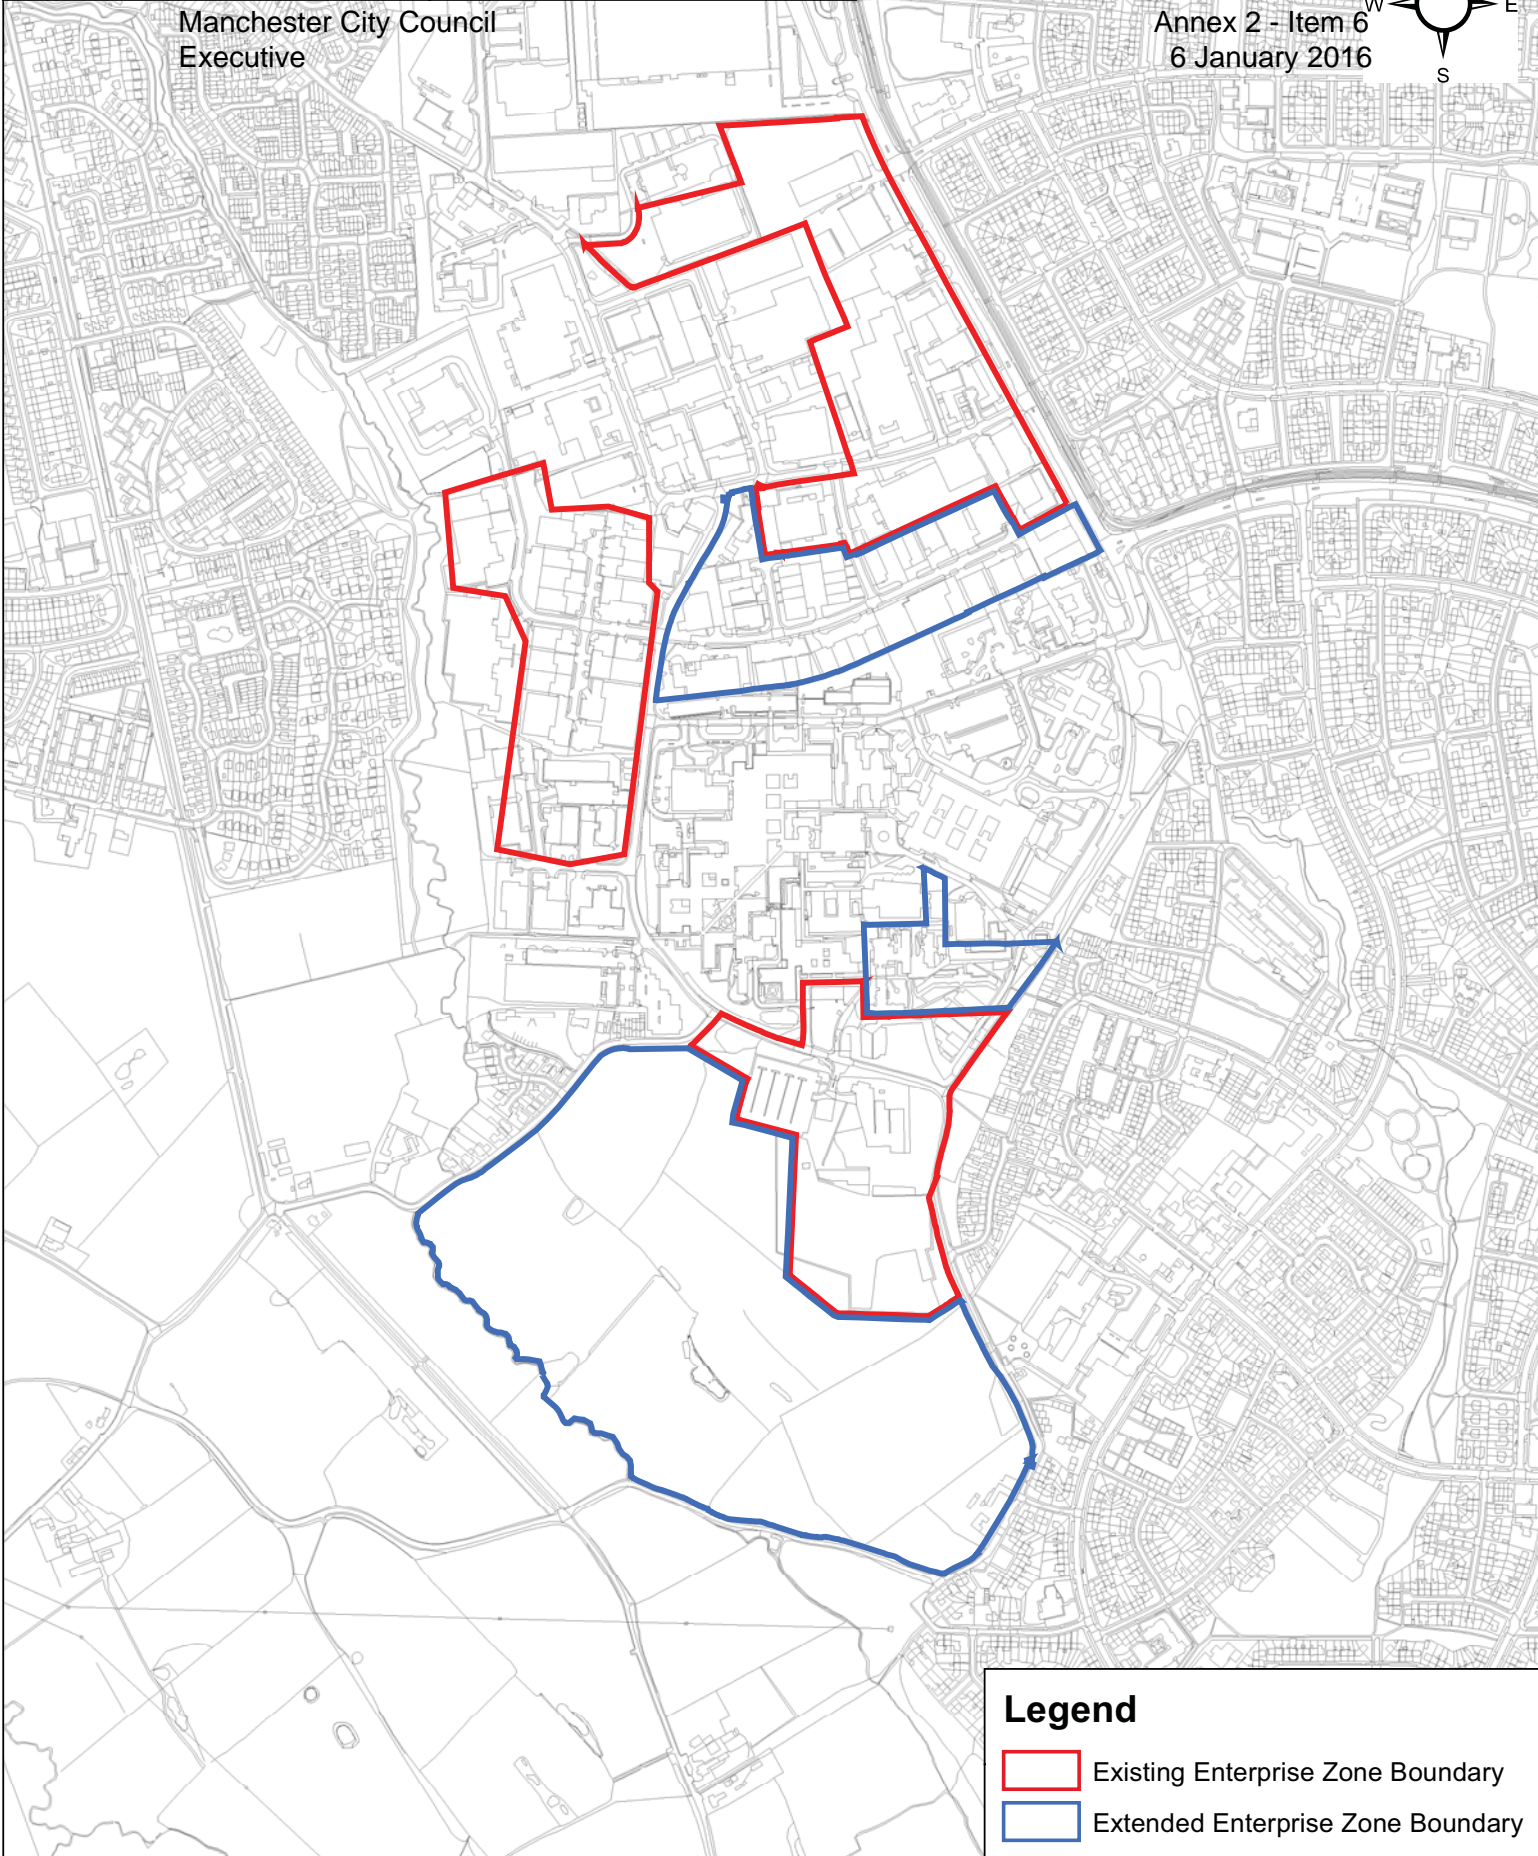 Manchester City Council
Executive
Annex 2 - Item 6
6 January 2016
W
E
S
Legend
Existing Enterprise Zone Boundary
Extended Enterprise Zone Boundary